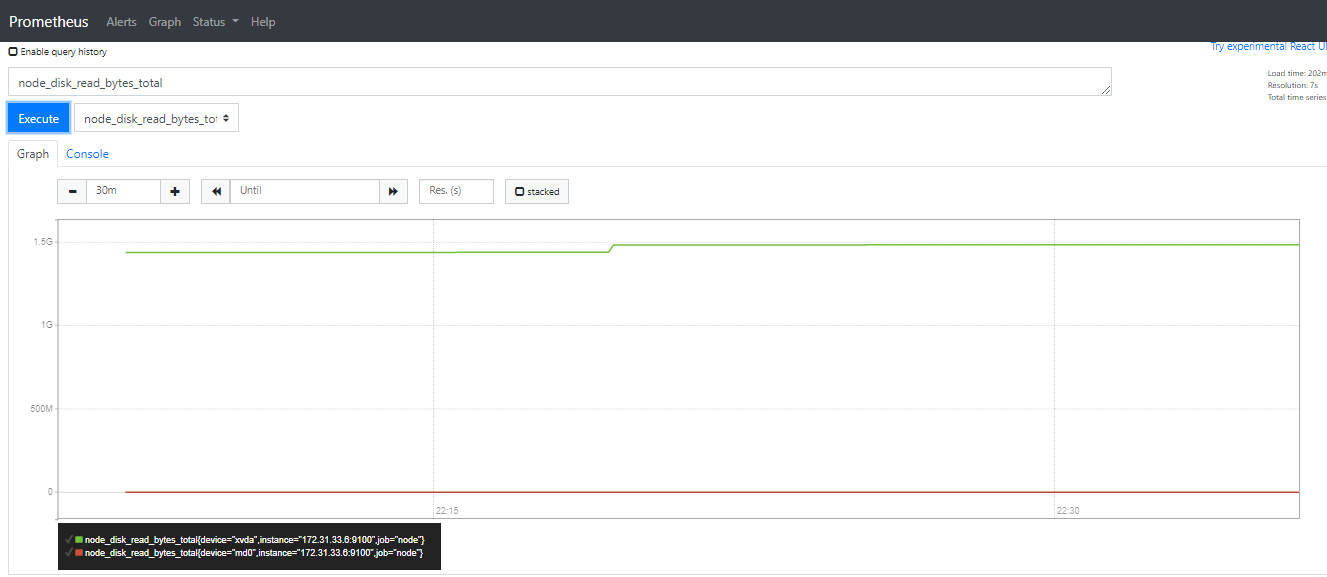 Prometheus Alerts Graph Status Help
Enable query history
Try experimental React UI
node_disk_read_bytes_total
Load time: 202m
Resolution: 7s
Total time series
Execute node_disk_read_bytes_to
Graph Console
30m Until Res. (s) stacked
1.5G
1G
500M
0
22:15 22:30
node_disk_read_bytes_total{device="xvda",instance="172.31.33.6:9100",job="node"}
node_disk_read_bytes_total{device="md0",instance="172.31.33.6:9100",job="node"}